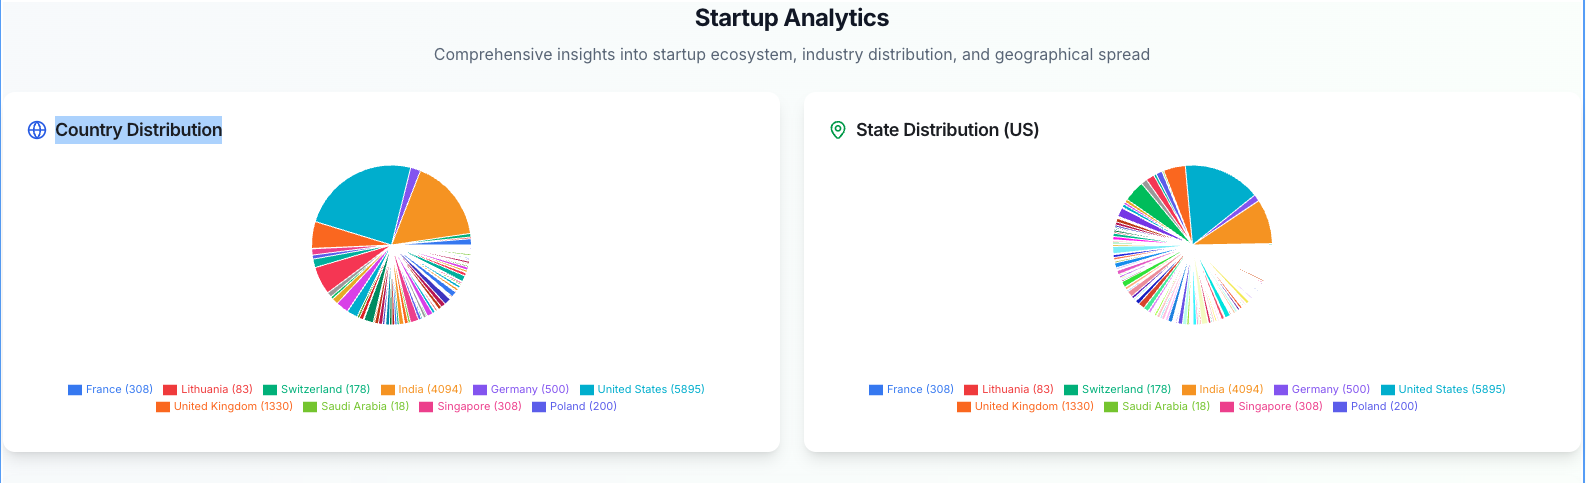 Startup Analytics
Comprehensive insights into startup ecosystem, industry distribution, and geographical spread
Country Distribution
France (308) Lithuania (83) Switzerland (178) India (4094) Germany (500) United States (5895)
United Kingdom (1330) Saudi Arabia (18) Singapore (308) Poland (200)
State Distribution (US)
France (308) Lithuania (83) Switzerland (178) India (4094) Germany (500) United States (5895)
United Kingdom (1330) Saudi Arabia (18) Singapore (308) Poland (200)